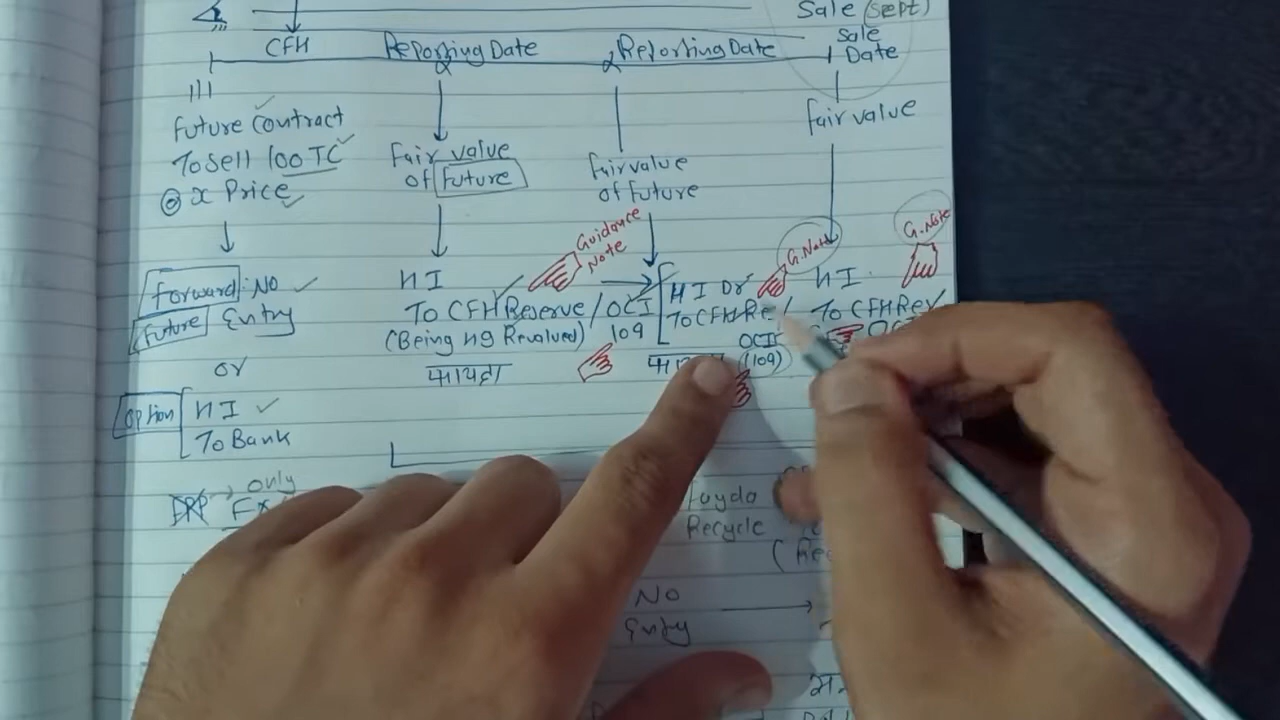 Sale (Sept)
CFH
Reporting Date
Reporting Date
Sale
Date
Future Contract
To Sell 100 TC
@ x Price
Fair value
of Future
Fair value
of Future
Fair value
Forward: No
Future Entry
or
Option
HI
To Bank
HI
To CFH Reserve / OCI
(Being HI Revalued) 109
फायदा
Guidance
Note
HI Dr
To CFH Re /
OCI
(109)
G.Note
HI
To CFH Rev
G.Note
only
DRP
Fayda
Recycle
No
Entry